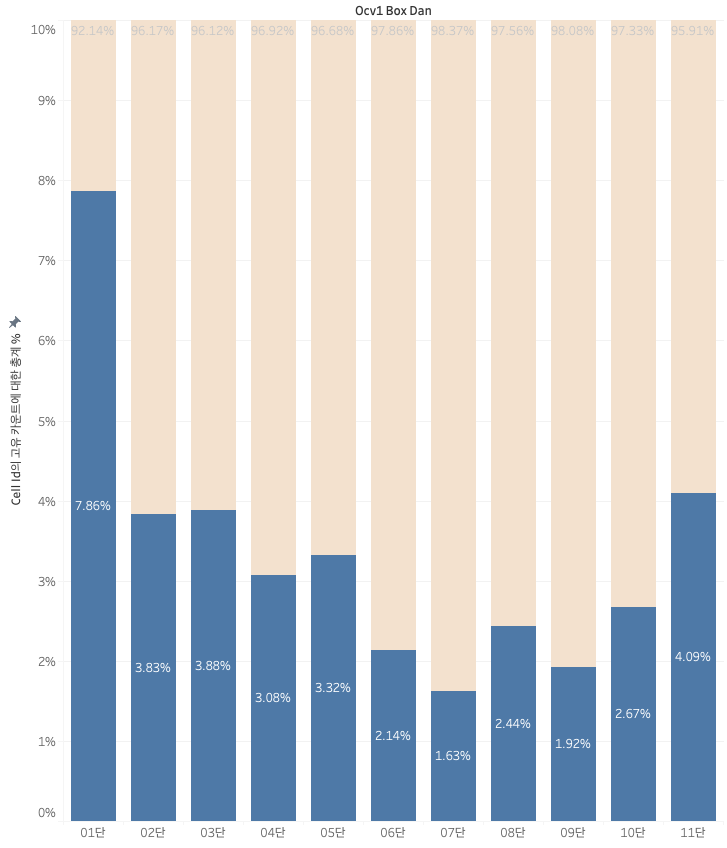 Ocv1 Box Dan
10%
9%
8%
7%
6%
5%
4%
3%
2%
1%
0%
Cell Id의 고유 카운트에 대한 총계 %
92.14% 96.17% 96.12% 96.92% 96.68% 97.86% 98.37% 97.56% 98.08% 97.33% 95.91%
7.86% 3.83% 3.88% 3.08% 3.32% 2.14% 1.63% 2.44% 1.92% 2.67% 4.09%
01단 02단 03단 04단 05단 06단 07단 08단 09단 10단 11단